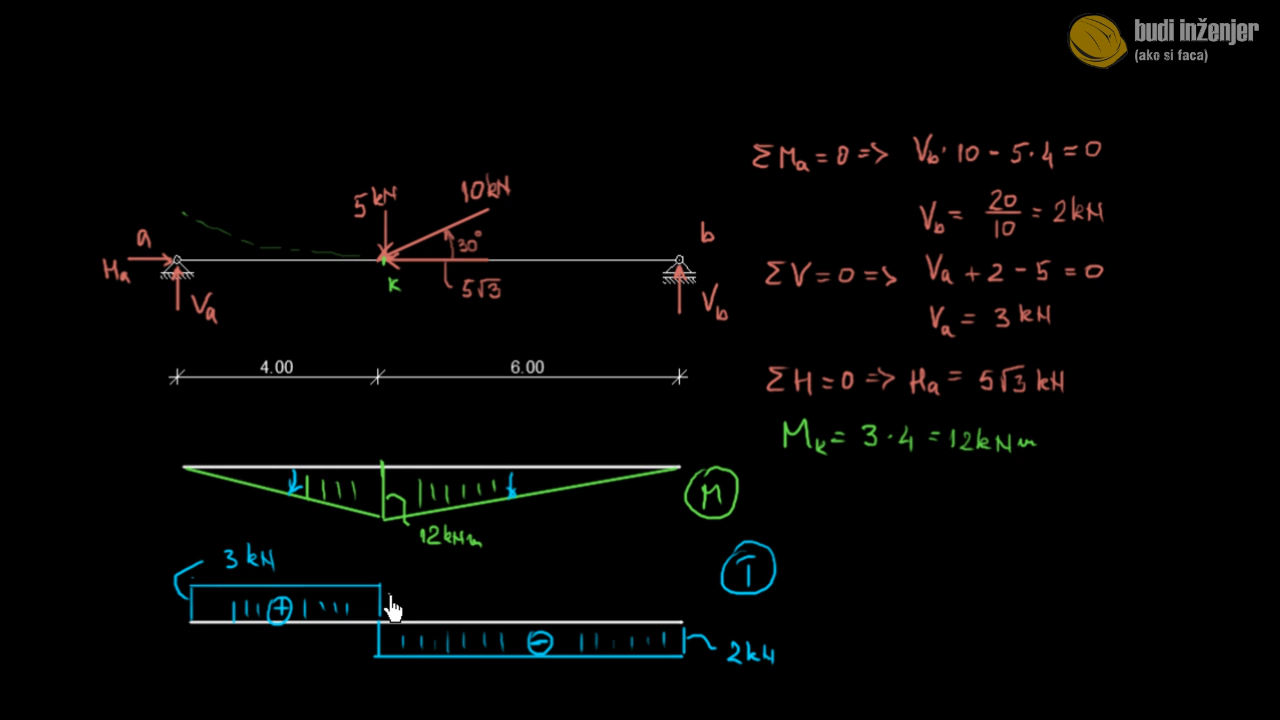 budi inženjer
(ako si faca)
ΣMa = 0 => Vb · 10 - 5 · 4 = 0
Vb = 20/10 = 2kN
ΣV = 0 => Va + 2 - 5 = 0
Va = 3 kN
ΣH = 0 => Ha = 5√3 kN
Mk = 3 · 4 = 12kNm
5kN
10kN
30°
a
b
Ha
K
5√3
Va
Vb
4.00
6.00
M
12kNm
3 kN
T
+
-
2kN